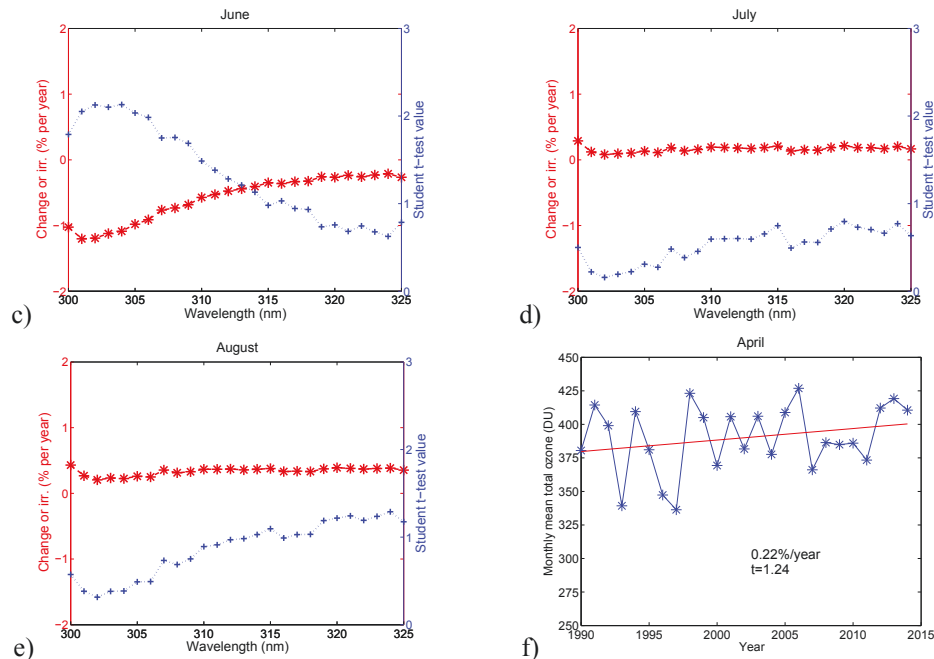 June
2
1
0
−1
−2
Change or irr. (% per year)
3
2
1
0
Student t−test value
300 305 310 315 320 325
Wavelength (nm)
c)
July
2
1
0
−1
−2
Change or irr. (% per year)
3
2
1
0
Student t−test value
300 305 310 315 320 325
Wavelength (nm)
d)
August
2
1
0
−1
−2
Change or irr. (% per year)
3
2
1
0
Student t−test value
300 305 310 315 320 325
Wavelength (nm)
e)
April
450
425
400
375
350
325
300
275
250
Monthly mean total ozone (DU)
0.22%/year
t=1.24
1990 1995 2000 2005 2010 2015
Year
f)